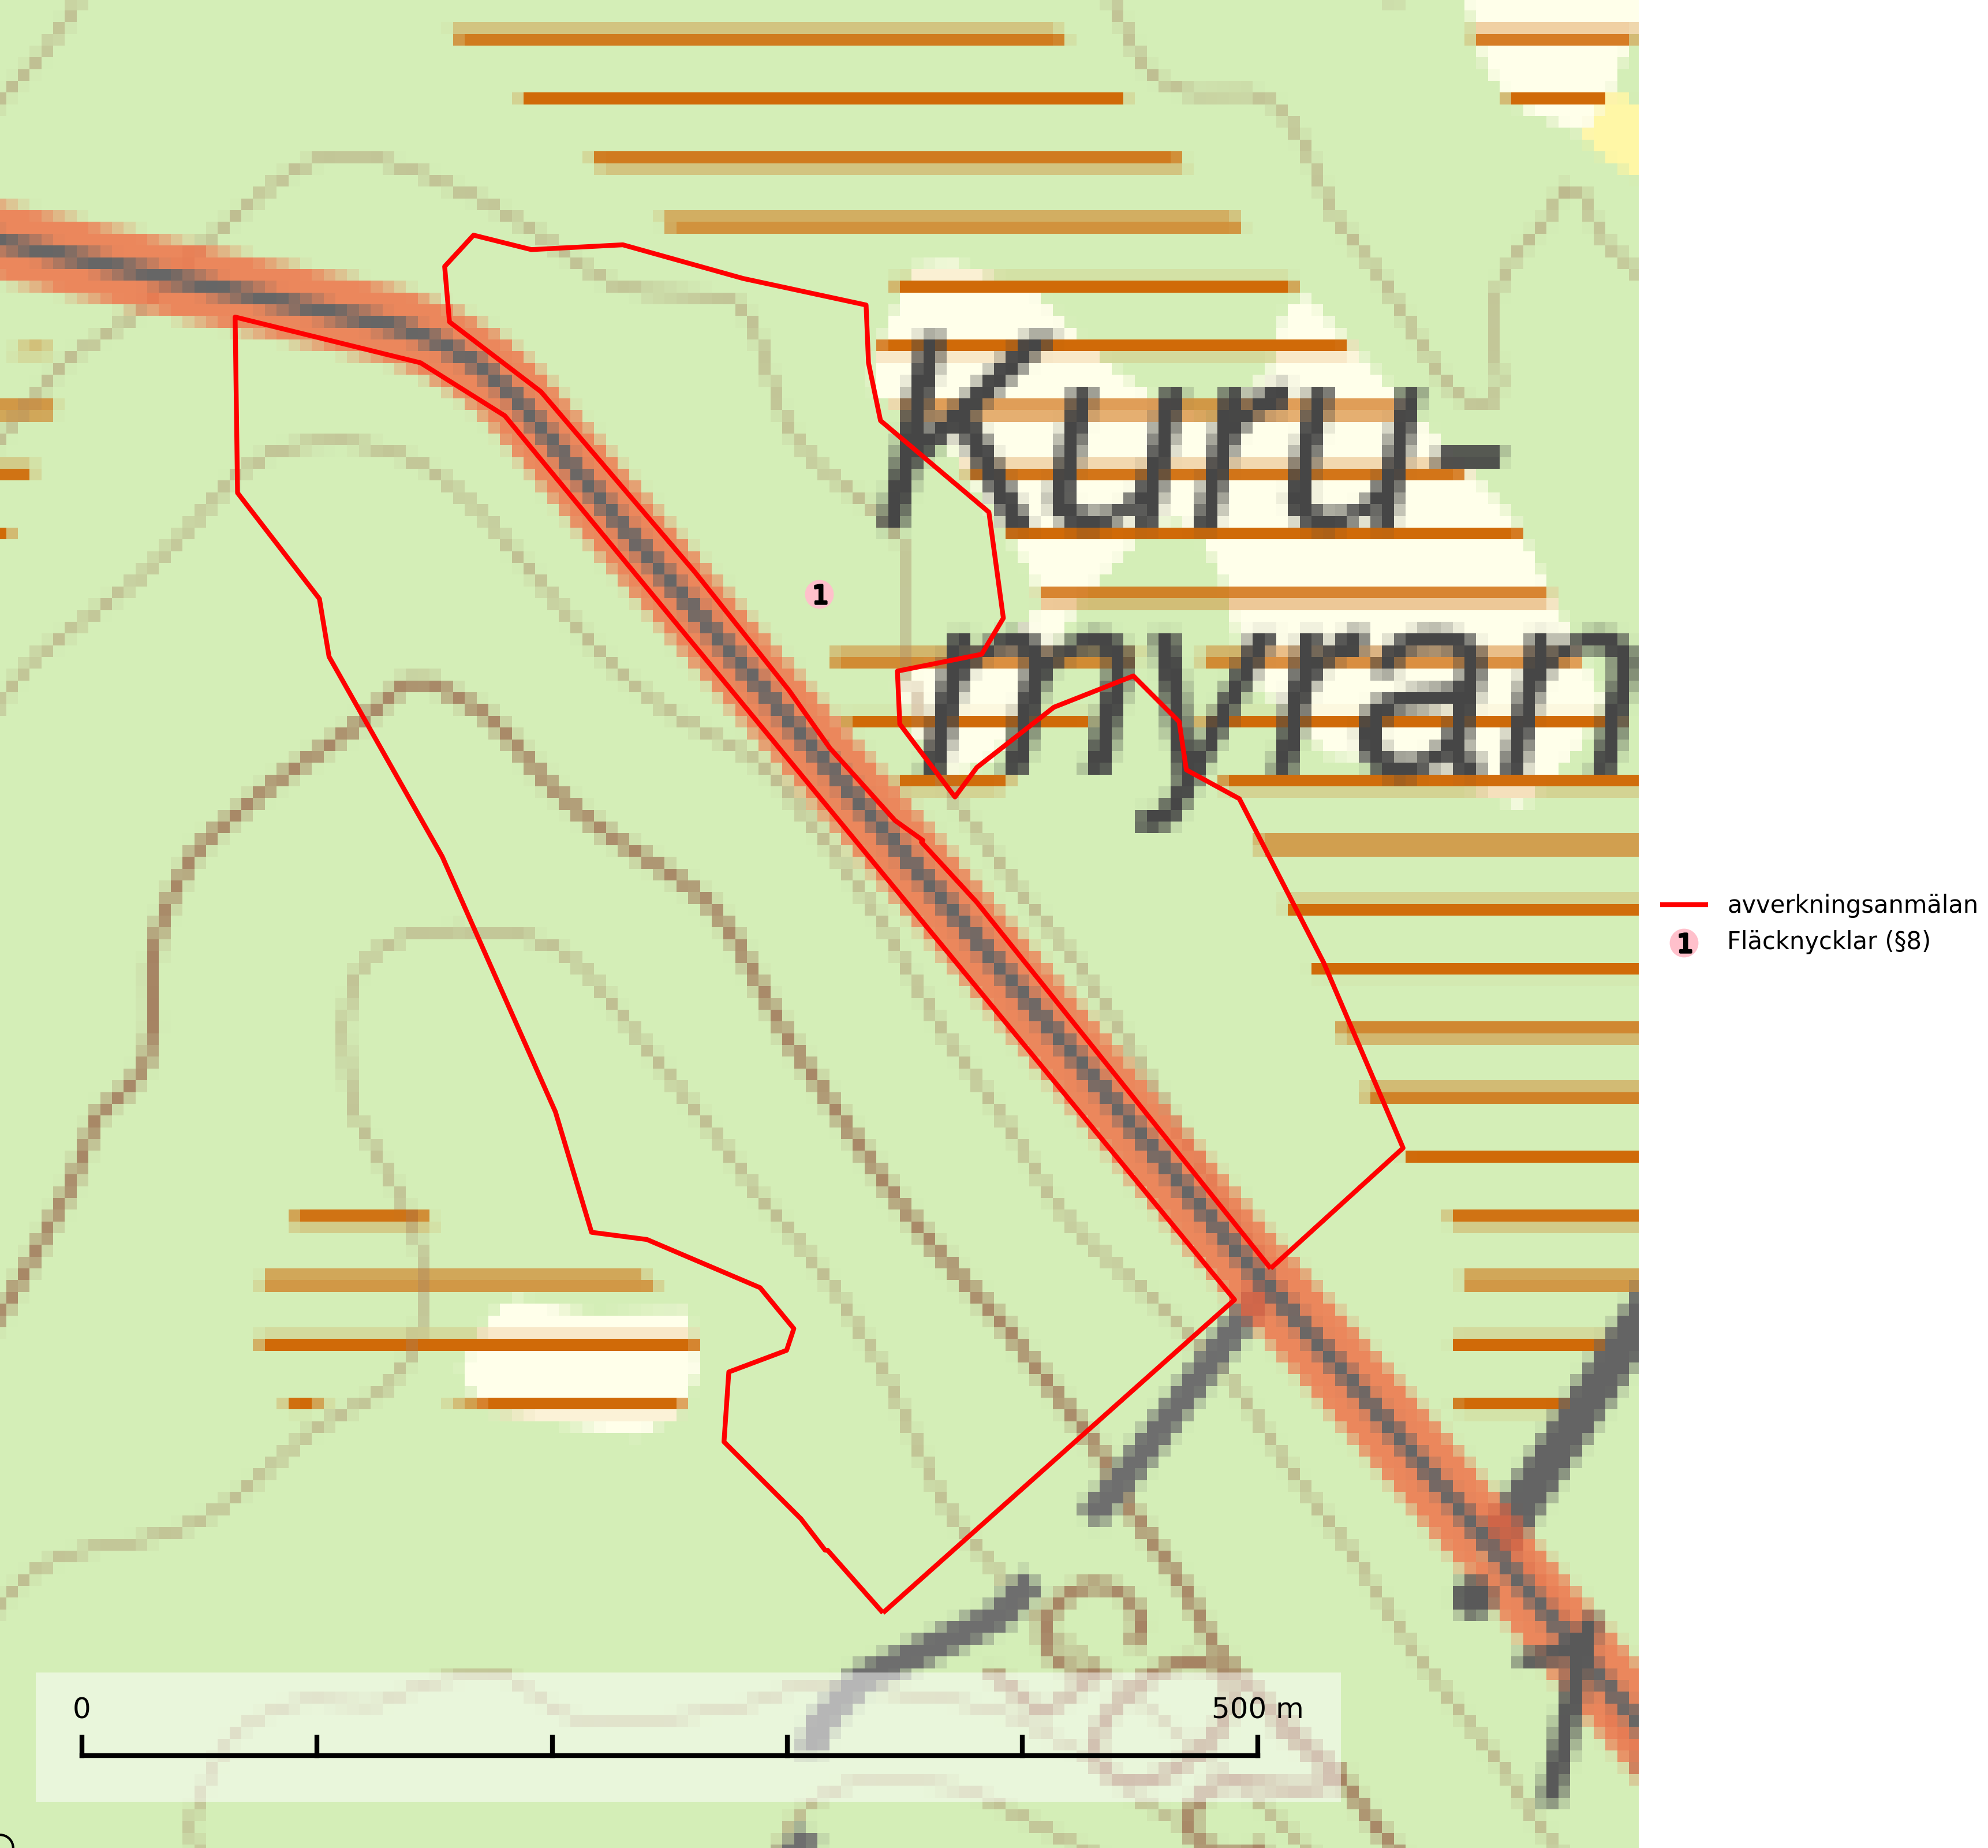 Kuru-
1
myran
avverkningsanmälan
1 Fläcknycklar (§8)
0 500 m